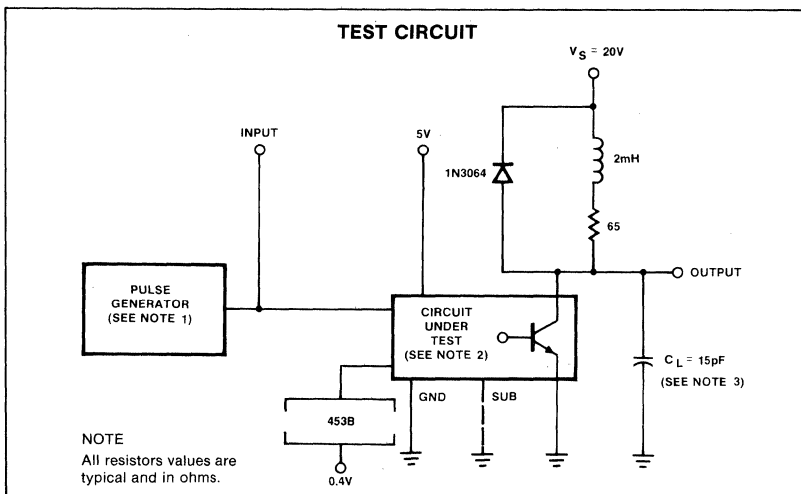 TEST CIRCUIT
VS = 20V
INPUT
5V
1N3064
2mH
65
OUTPUT
PULSE
GENERATOR
(SEE NOTE 1)
CIRCUIT
UNDER
TEST
(SEE NOTE 2)
CL = 15pF
(SEE NOTE 3)
GND
SUB
453B
0.4V
NOTE
All resistors values are
typical and in ohms.